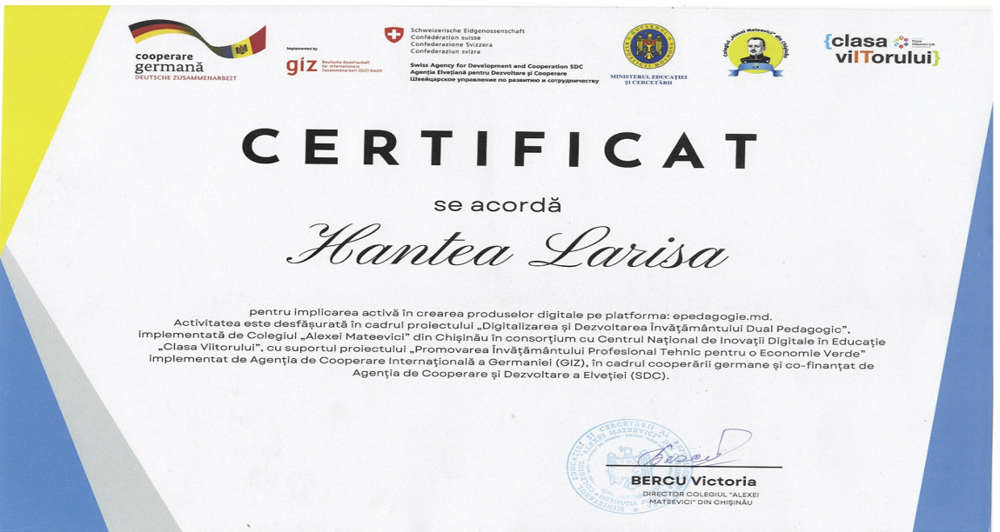 cooperare
germană
DEUTSCHE ZUSAMMENARBEIT
Implemented by
giz Deutsche Gesellschaft
für Internationale
Zusammenarbeit (GIZ) GmbH
Schweizerische Eidgenossenschaft
Confédération suisse
Confederazione Svizzera
Confederaziun svizra
Swiss Agency for Development and Cooperation SDC
Agenția Elvețiană pentru Dezvoltare și Cooperare
Швейцарское управление по развитию и сотрудничеству
GUVERNUL REPUBLICII MOLDOVA
MINISTERUL EDUCAȚIEI
ȘI CERCETĂRII
Colegiul „Alexei Mateevici” din Chișinău
{clasa
viITorului}
Future
Classroom Lab
CERTIFICAT
se acordă
Hantea Larisa
pentru implicarea activă în crearea produselor digitale pe platforma: epedagogie.md.
Activitatea este desfășurată în cadrul proiectului „Digitalizarea și Dezvoltarea Învățământului Dual Pedagogic”,
implementată de Colegiul „Alexei Mateevici” din Chișinău în consorțium cu Centrul Național de Inovații Digitale în Educație
„Clasa Viitorului”, cu suportul proiectului „Promovarea Învățământului Profesional Tehnic pentru o Economie Verde”
implementat de Agenția de Cooperare Internațională a Germaniei (GIZ), în cadrul cooperării germane și co-finanțat de
Agenția de Cooperare și Dezvoltare a Elveției (SDC).
BERCU Victoria
DIRECTOR COLEGIUL "ALEXEI
MATEEVICI" DIN CHIȘINĂU